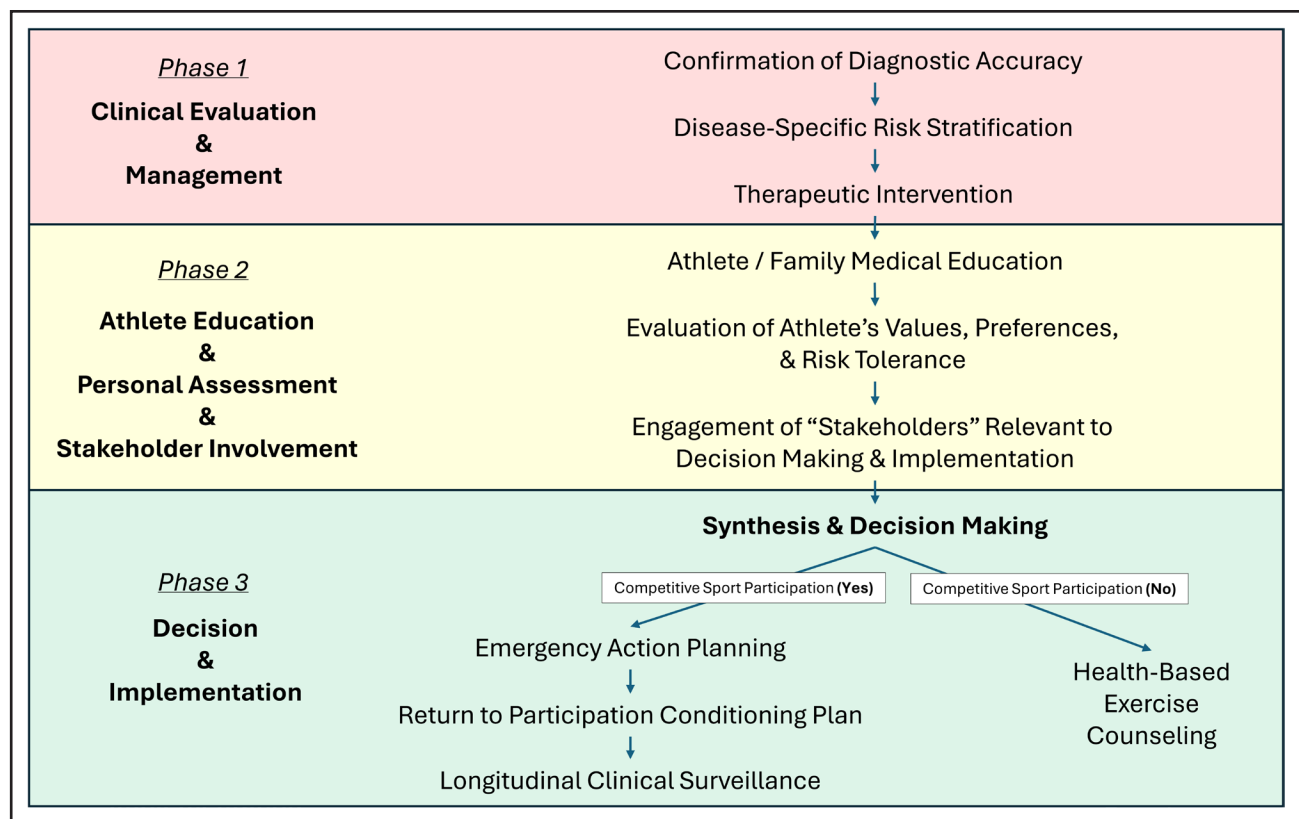 Phase 1
Clinical Evaluation
&
Management
Confirmation of Diagnostic Accuracy
Disease-Specific Risk Stratification
Therapeutic Intervention
Phase 2
Athlete Education
&
Personal Assessment
&
Stakeholder Involvement
Athlete / Family Medical Education
Evaluation of Athlete’s Values, Preferences,
& Risk Tolerance
Engagement of “Stakeholders” Relevant to
Decision Making & Implementation
Phase 3
Decision
&
Implementation
Synthesis & Decision Making
Competitive Sport Participation (Yes)
Competitive Sport Participation (No)
Emergency Action Planning
Return to Participation Conditioning Plan
Longitudinal Clinical Surveillance
Health-Based
Exercise
Counseling